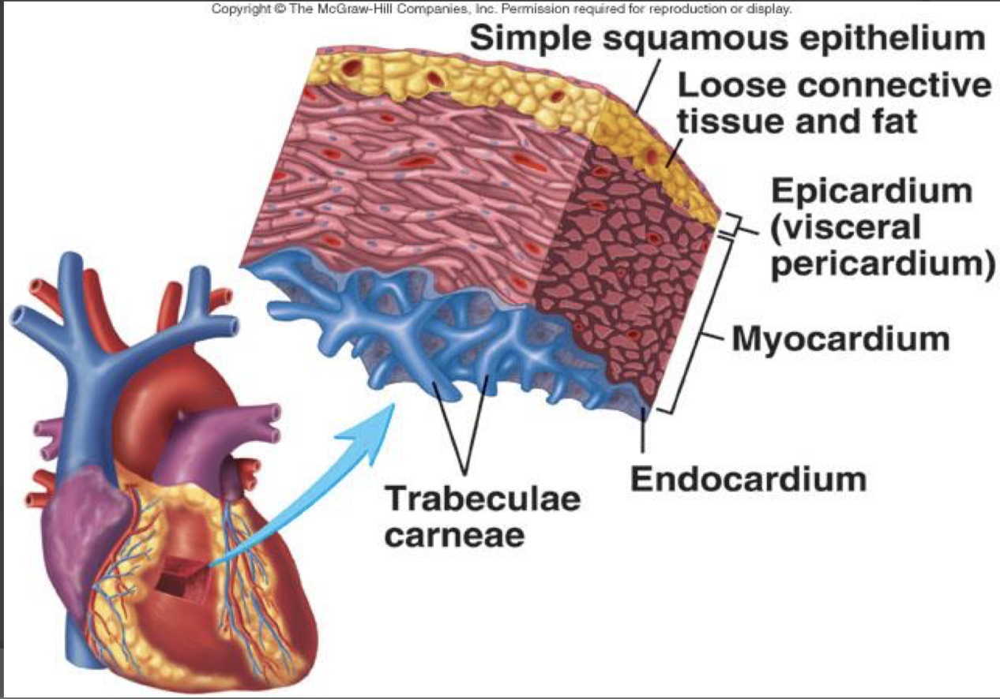 Copyright © The McGraw-Hill Companies, Inc. Permission required for reproduction or display.
Simple squamous epithelium
Loose connective
tissue and fat
Epicardium
(visceral
pericardium)
Myocardium
Endocardium
Trabeculae
carneae